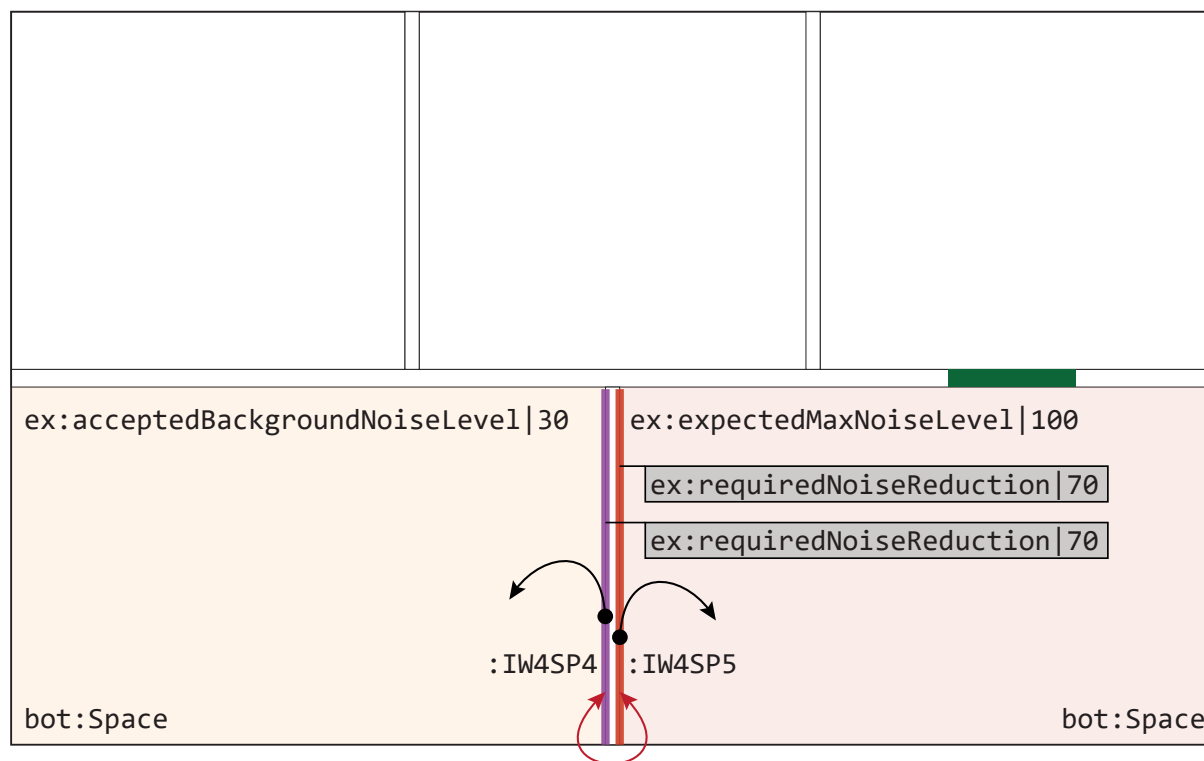 ex:acceptedBackgroundNoiseLevel|30
ex:expectedMaxNoiseLevel|100
ex:requiredNoiseReduction|70
ex:requiredNoiseReduction|70
:IW4SP4
:IW4SP5
bot:Space
bot:Space